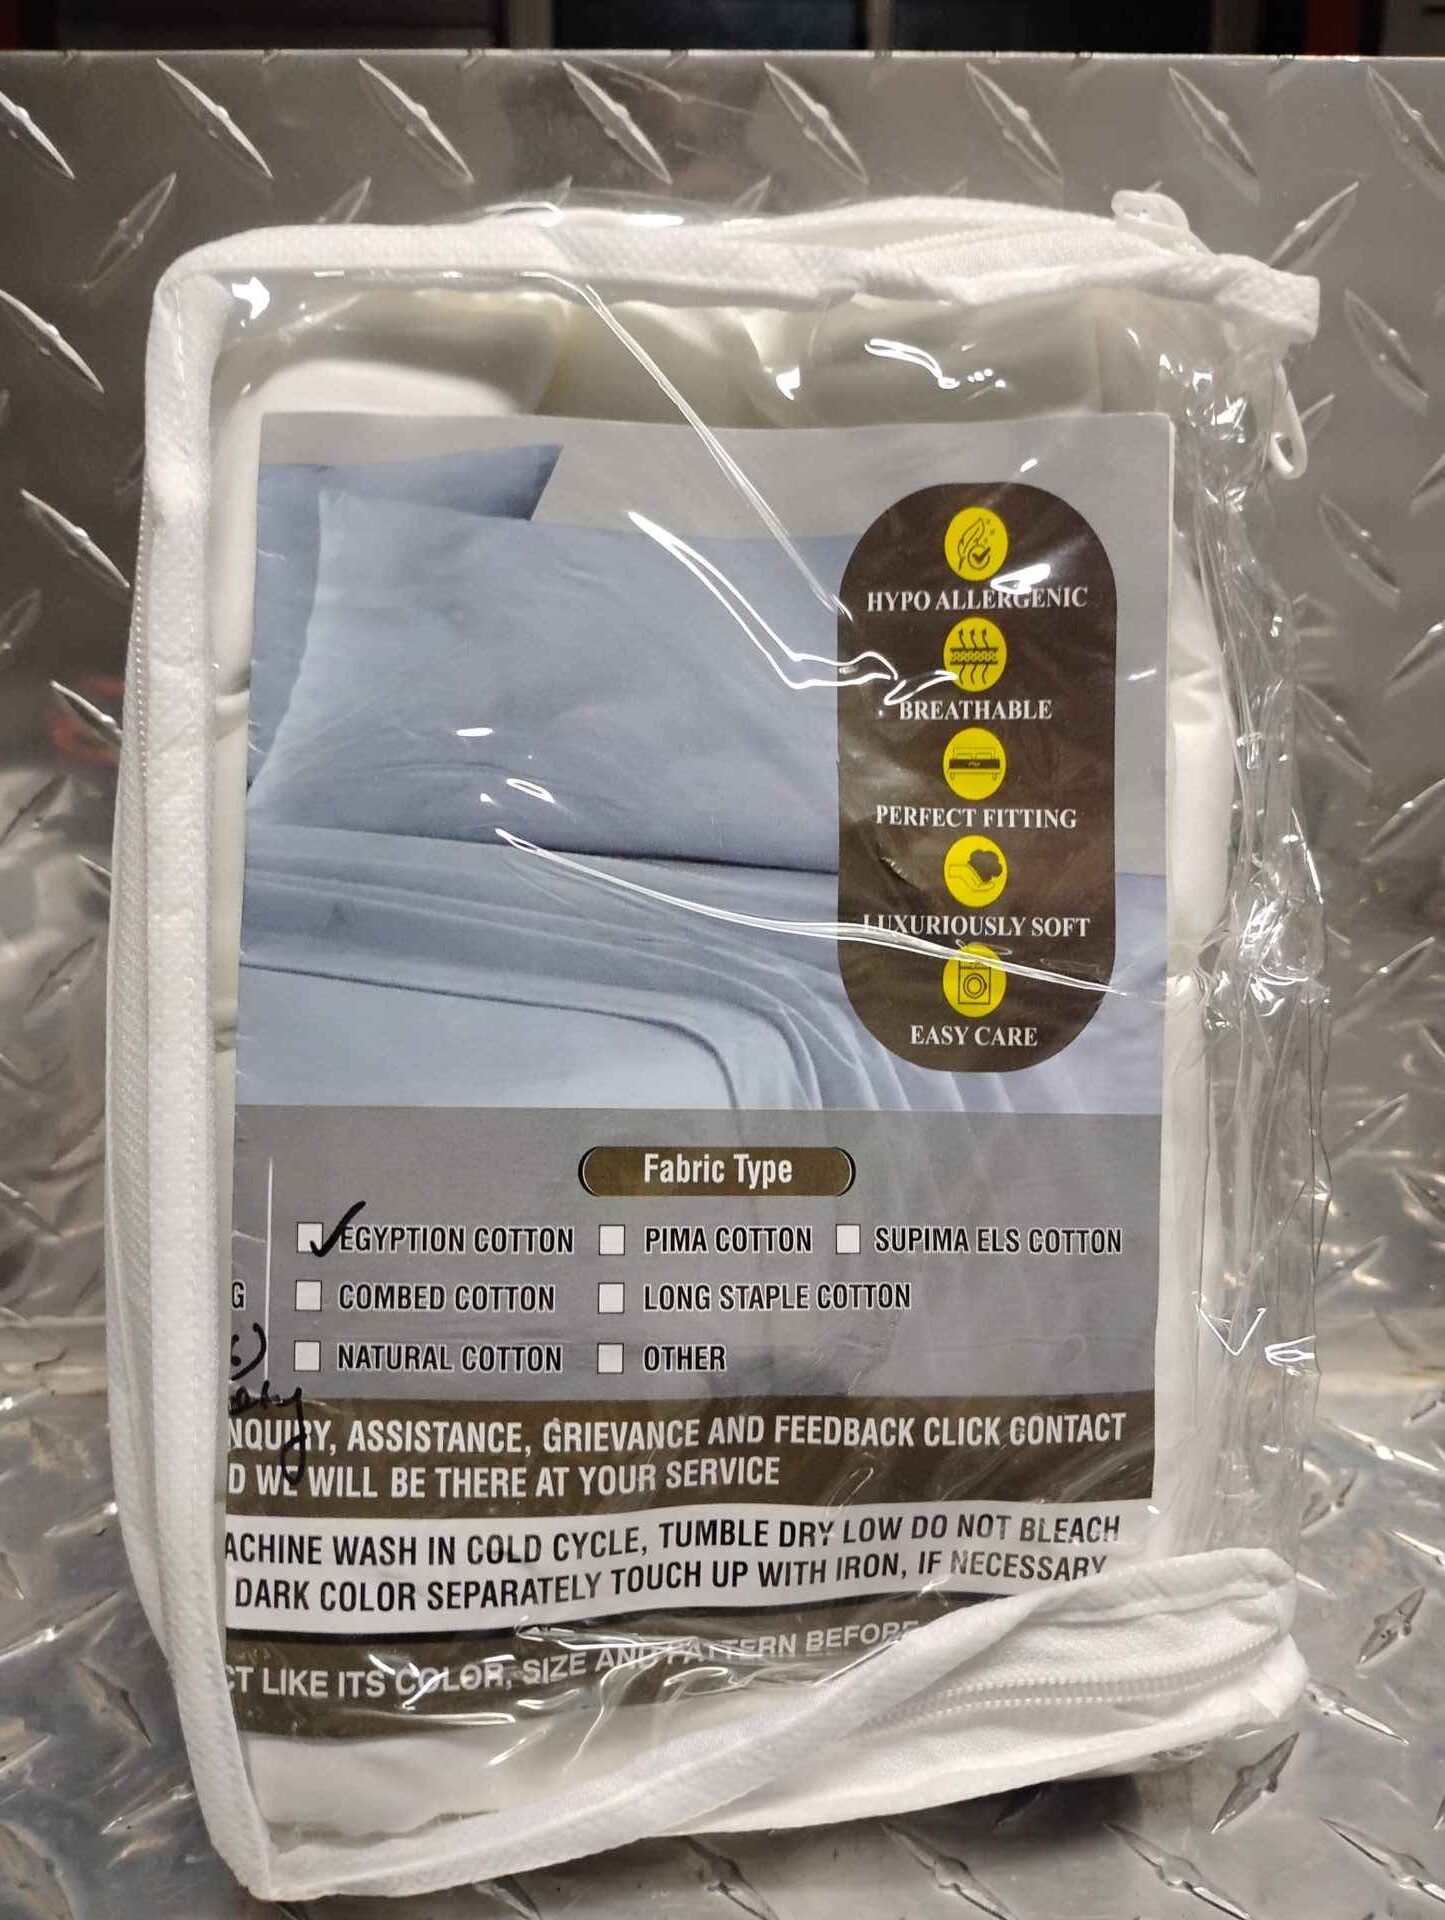 HYPO ALLERGENIC
BREATHABLE
PERFECT FITTING
LUXURIOUSLY SOFT
EASY CARE
Fabric Type
EGYPTION COTTON PIMA COTTON SUPIMA ELS COTTON
G COMBED COTTON LONG STAPLE COTTON
NATURAL COTTON OTHER
NQUIRY, ASSISTANCE, GRIEVANCE AND FEEDBACK CLICK CONTACT
D WE WILL BE THERE AT YOUR SERVICE
ACHINE WASH IN COLD CYCLE, TUMBLE DRY LOW DO NOT BLEACH
DARK COLOR SEPARATELY TOUCH UP WITH IRON, IF NECESSARY
CT LIKE ITS COLOR, SIZE AND PATTERN BEFORE